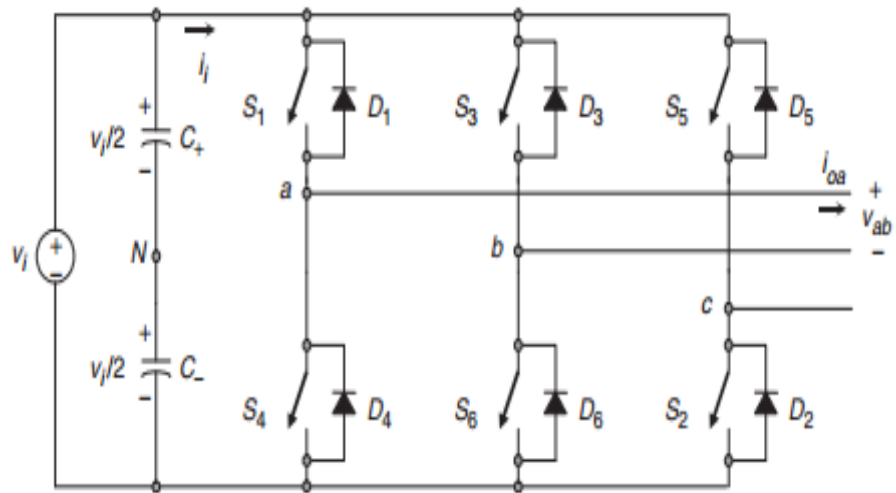 +
i_i
S_1
D_1
S_3
D_3
S_5
D_5
v_i/2
C_+
−
a
i_oa
+
v_ab
−
v_i
+
−
N
b
c
+
v_i/2
C_−
−
S_4
D_4
S_6
D_6
S_2
D_2